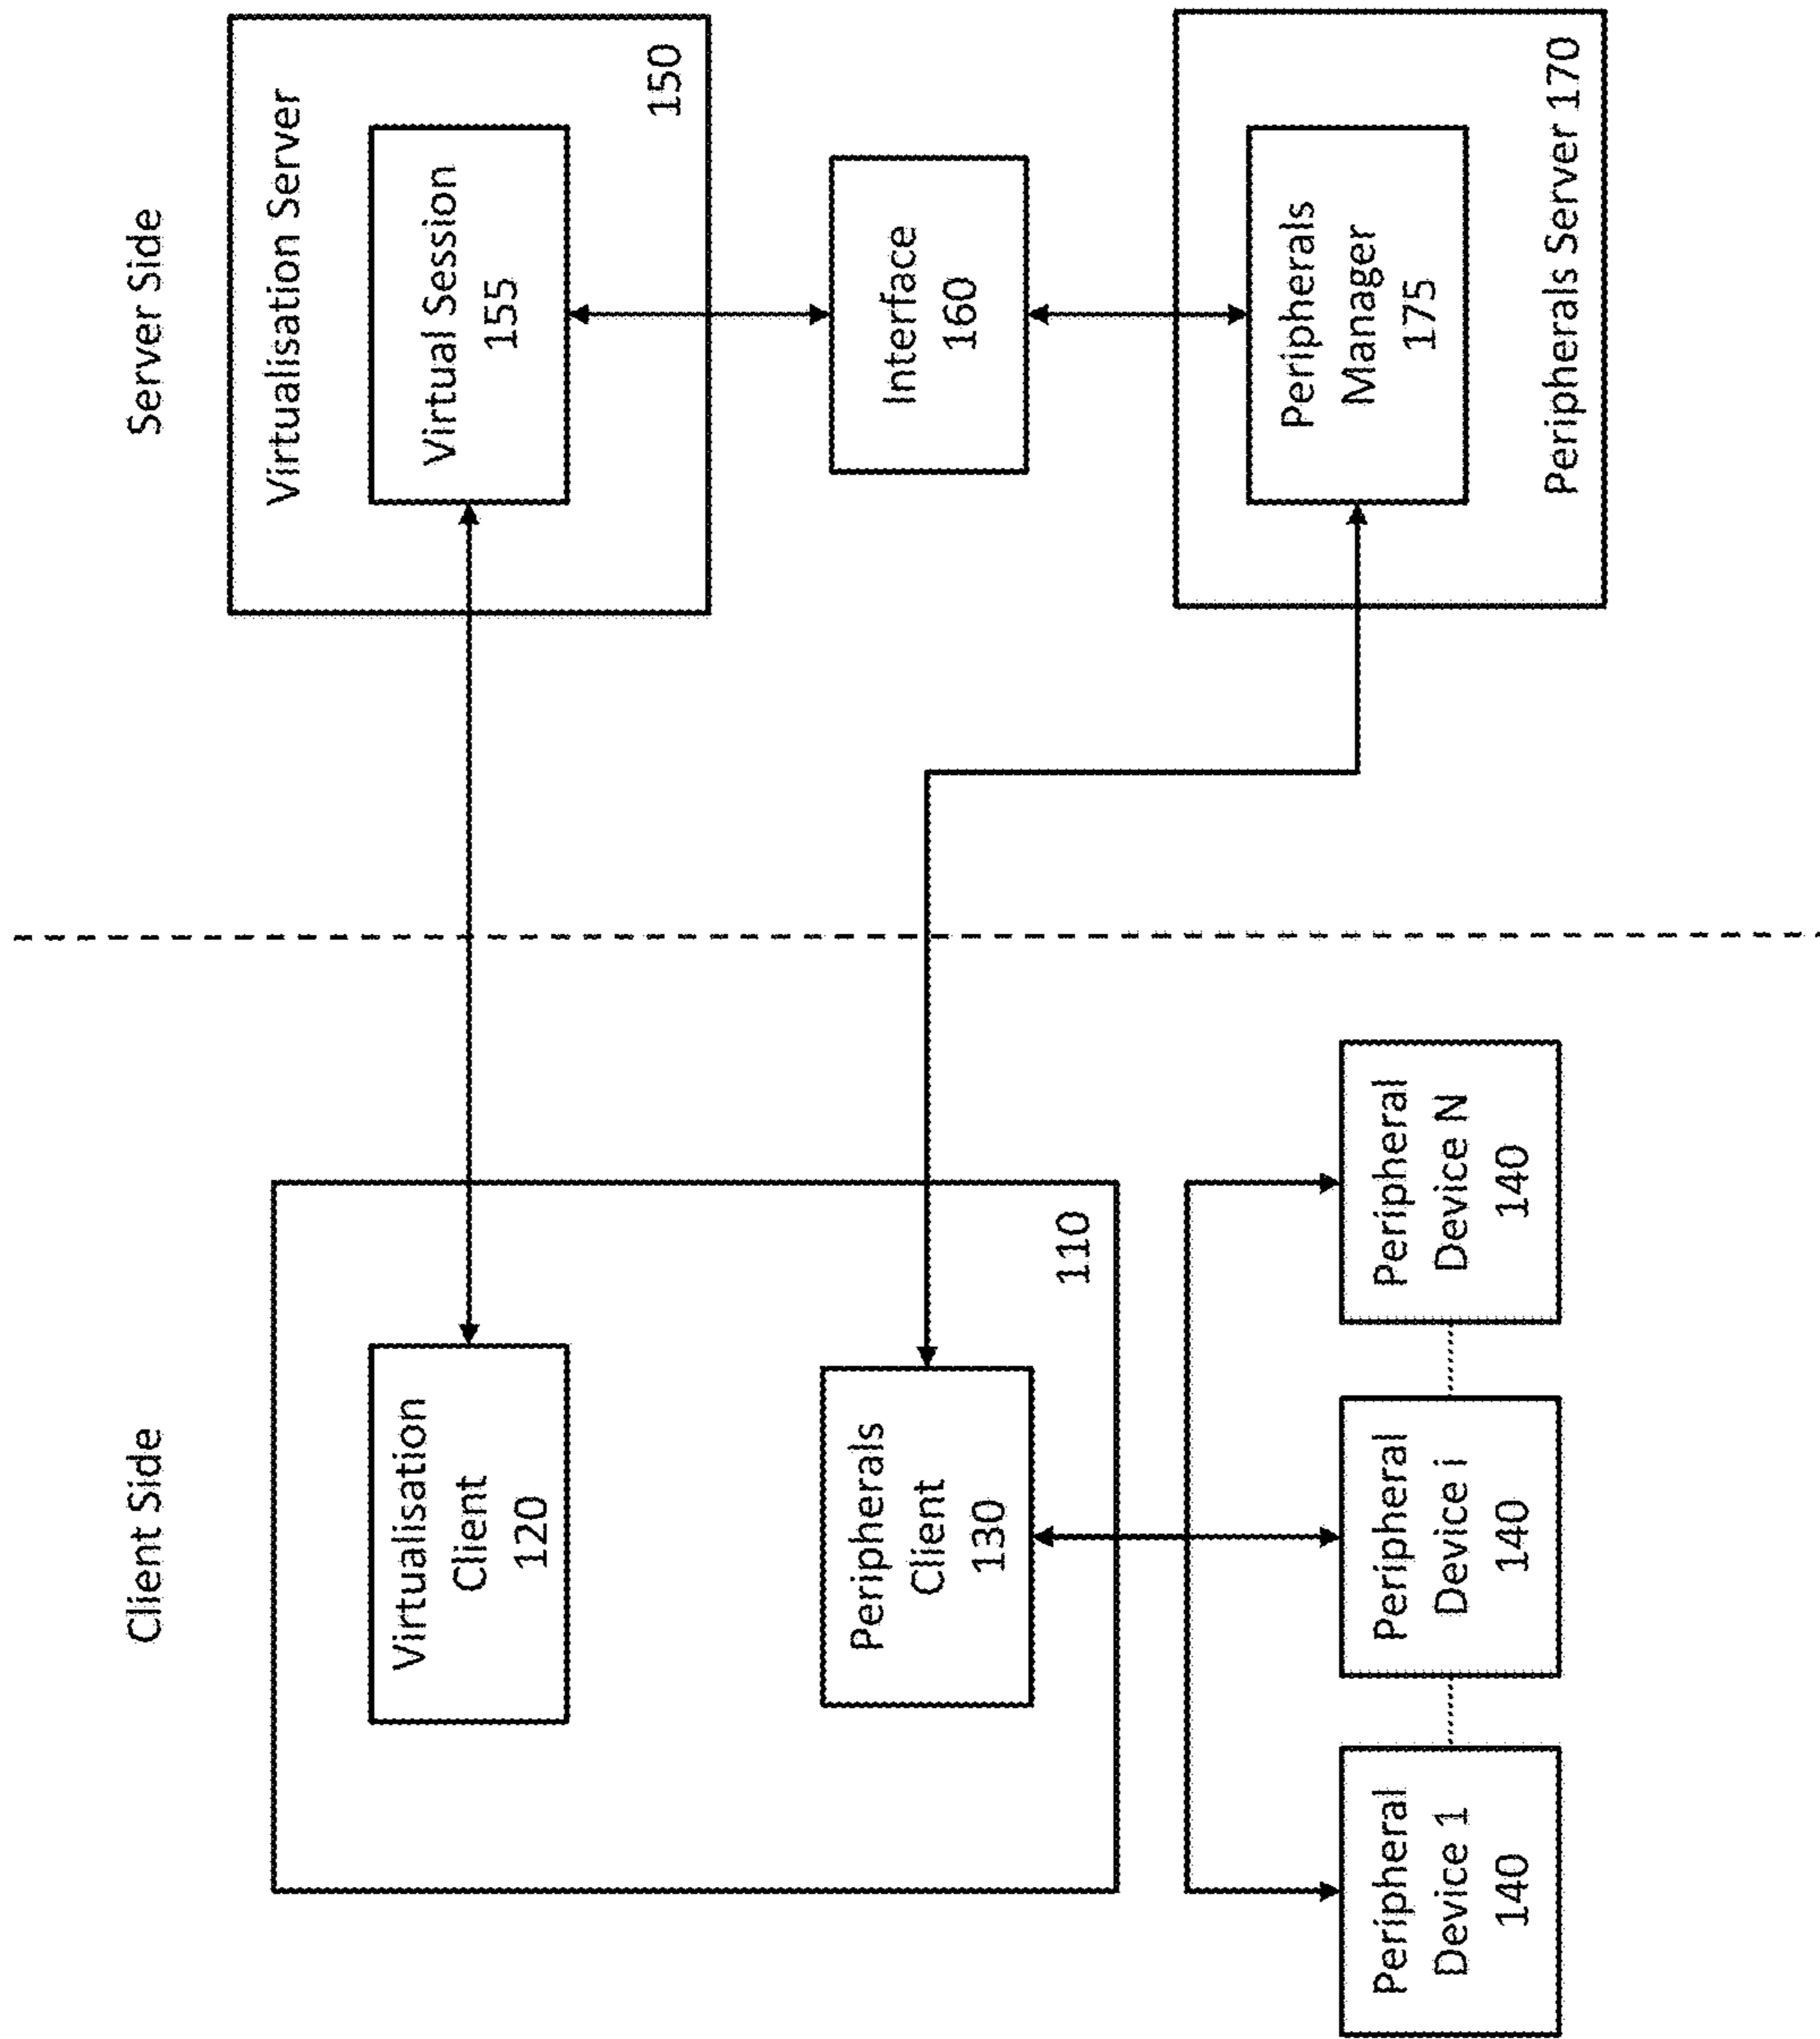 Client Side
Server Side
Virtualisation
Client
120
Peripherals
Client
130
110
Peripheral
Device 1
140
Peripheral
Device i
140
Peripheral
Device N
140
Virtualisation Server
Virtual Session
155
150
Interface
160
Peripherals
Manager
175
Peripherals Server 170